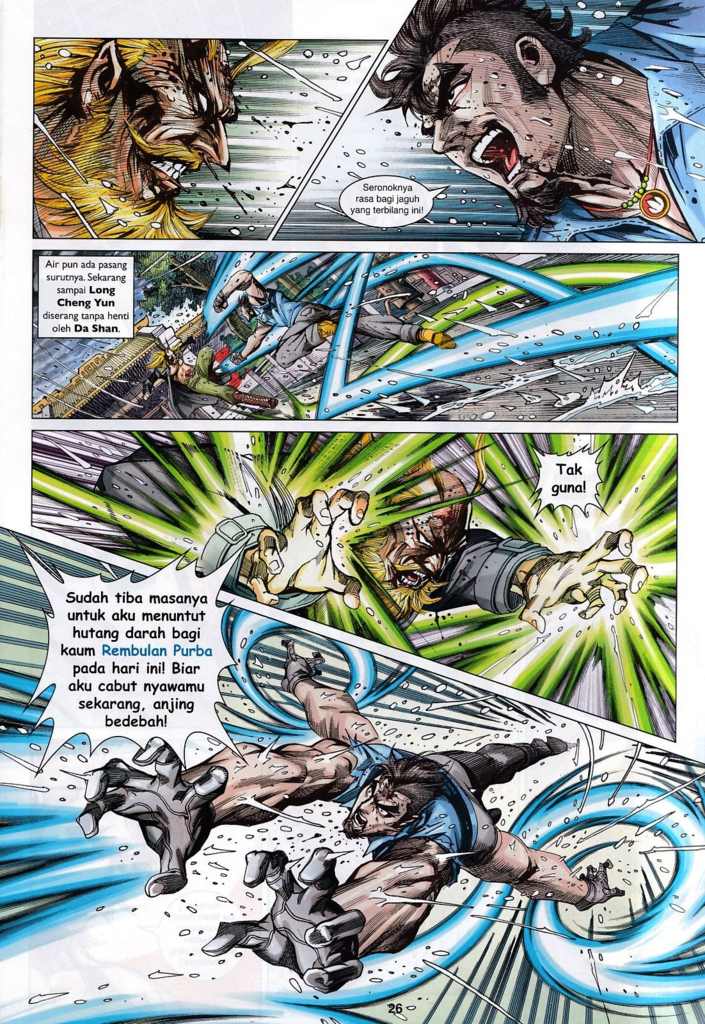 Seronoknya
rasa bagi jaguh
yang terbilang ini!
Air pun ada pasang
surutnya. Sekarang
sampai Long
Cheng Yun
diserang tanpa henti
oleh Da Shan.
Tak
guna!
Sudah tiba masanya
untuk aku menuntut
hutang darah bagi
kaum Rembulan Purba
pada hari ini! Biar
aku cabut nyawamu
sekarang, anjing
bedebah!
26